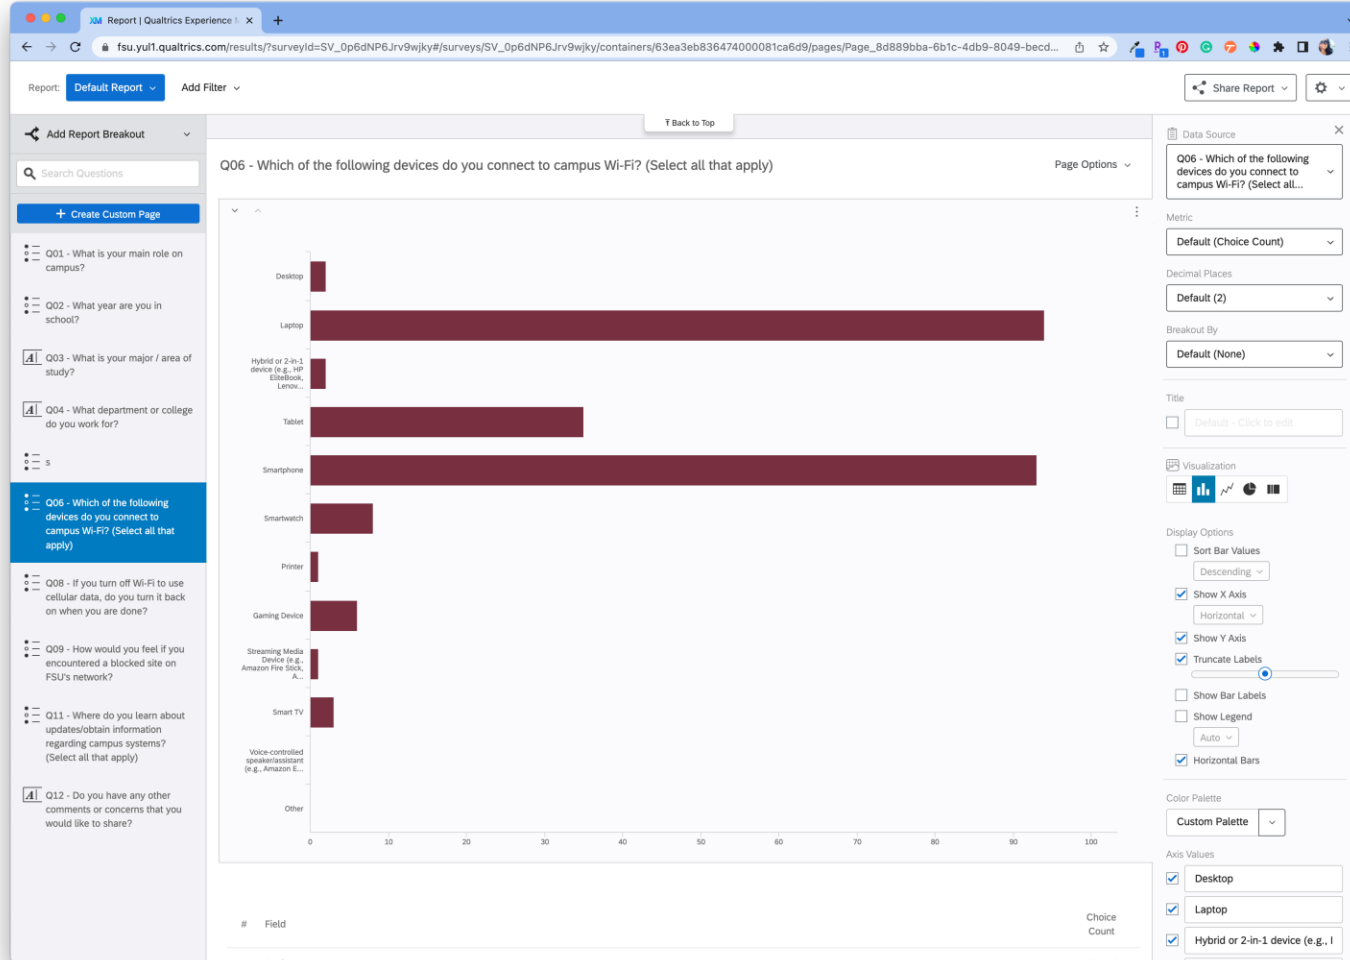 Report | Qualtrics Experience M
fsu.yul1.qualtrics.com/results/?surveyId=SV_0p6dNP6Jrv9wjky#/surveys/SV_0p6dNP6Jrv9wjky/containers/63ea3eb836474000081ca6d9/pages/Page_8d889bba-6b1c-4db9-8049-becd...
Report:
Default Report
Add Filter
Share Report
Add Report Breakout
Back to Top
Search Questions
+ Create Custom Page
Q01 - What is your main role on
campus?
Q02 - What year are you in
school?
Q03 - What is your major / area of
study?
Q04 - What department or college
do you work for?
s
Q06 - Which of the following
devices do you connect to
campus Wi-Fi? (Select all that
apply)
Q08 - If you turn off Wi-Fi to use
cellular data, do you turn it back
on when you are done?
Q09 - How would you feel if you
encountered a blocked site on
FSU's network?
Q11 - Where do you learn about
updates/obtain information
regarding campus systems?
(Select all that apply)
Q12 - Do you have any other
comments or concerns that you
would like to share?
Q06 - Which of the following devices do you connect to campus Wi-Fi? (Select all that apply)
Page Options
Desktop
Laptop
Hybrid or 2-in-1
device (e.g., HP
EliteBook,
Lenov...
Tablet
Smartphone
Smartwatch
Printer
Gaming Device
Streaming Media
Device (e.g.,
Amazon Fire Stick,
A...
Smart TV
Voice-controlled
speaker/assistant
(e.g., Amazon E...
Other
0 10 20 30 40 50 60 70 80 90 100
# Field
Choice
Count
Data Source
Q06 - Which of the following
devices do you connect to
campus Wi-Fi? (Select all...
Metric
Default (Choice Count)
Decimal Places
Default (2)
Breakout By
Default (None)
Title
Default - Click to edit
Visualization
Display Options
Sort Bar Values
Descending
Show X Axis
Horizontal
Show Y Axis
Truncate Labels
Show Bar Labels
Show Legend
Auto
Horizontal Bars
Color Palette
Custom Palette
Axis Values
Desktop
Laptop
Hybrid or 2-in-1 device (e.g., I